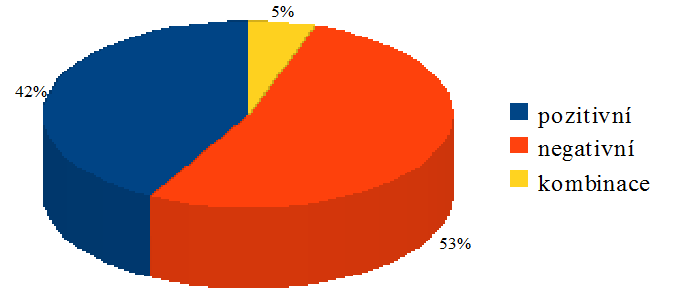 5%
42%
53%
pozitivní
negativní
kombinace